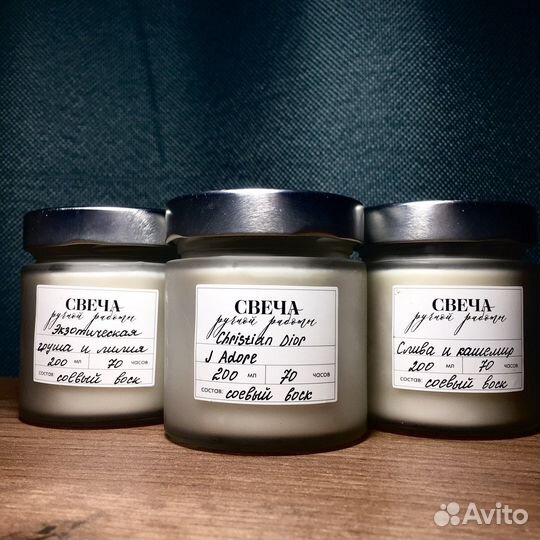 СВЕЧА
ручной работы
Экзотическая
груша и лилия
200 мл 70 часов
состав: соевый воск
СВЕЧА
ручной работы
Christian Dior
J Adore
200 мл 70 часов
состав: соевый воск
СВЕЧА
ручной работы
Слива и кашемир
200 мл 70 часов
состав: соевый воск
Avito